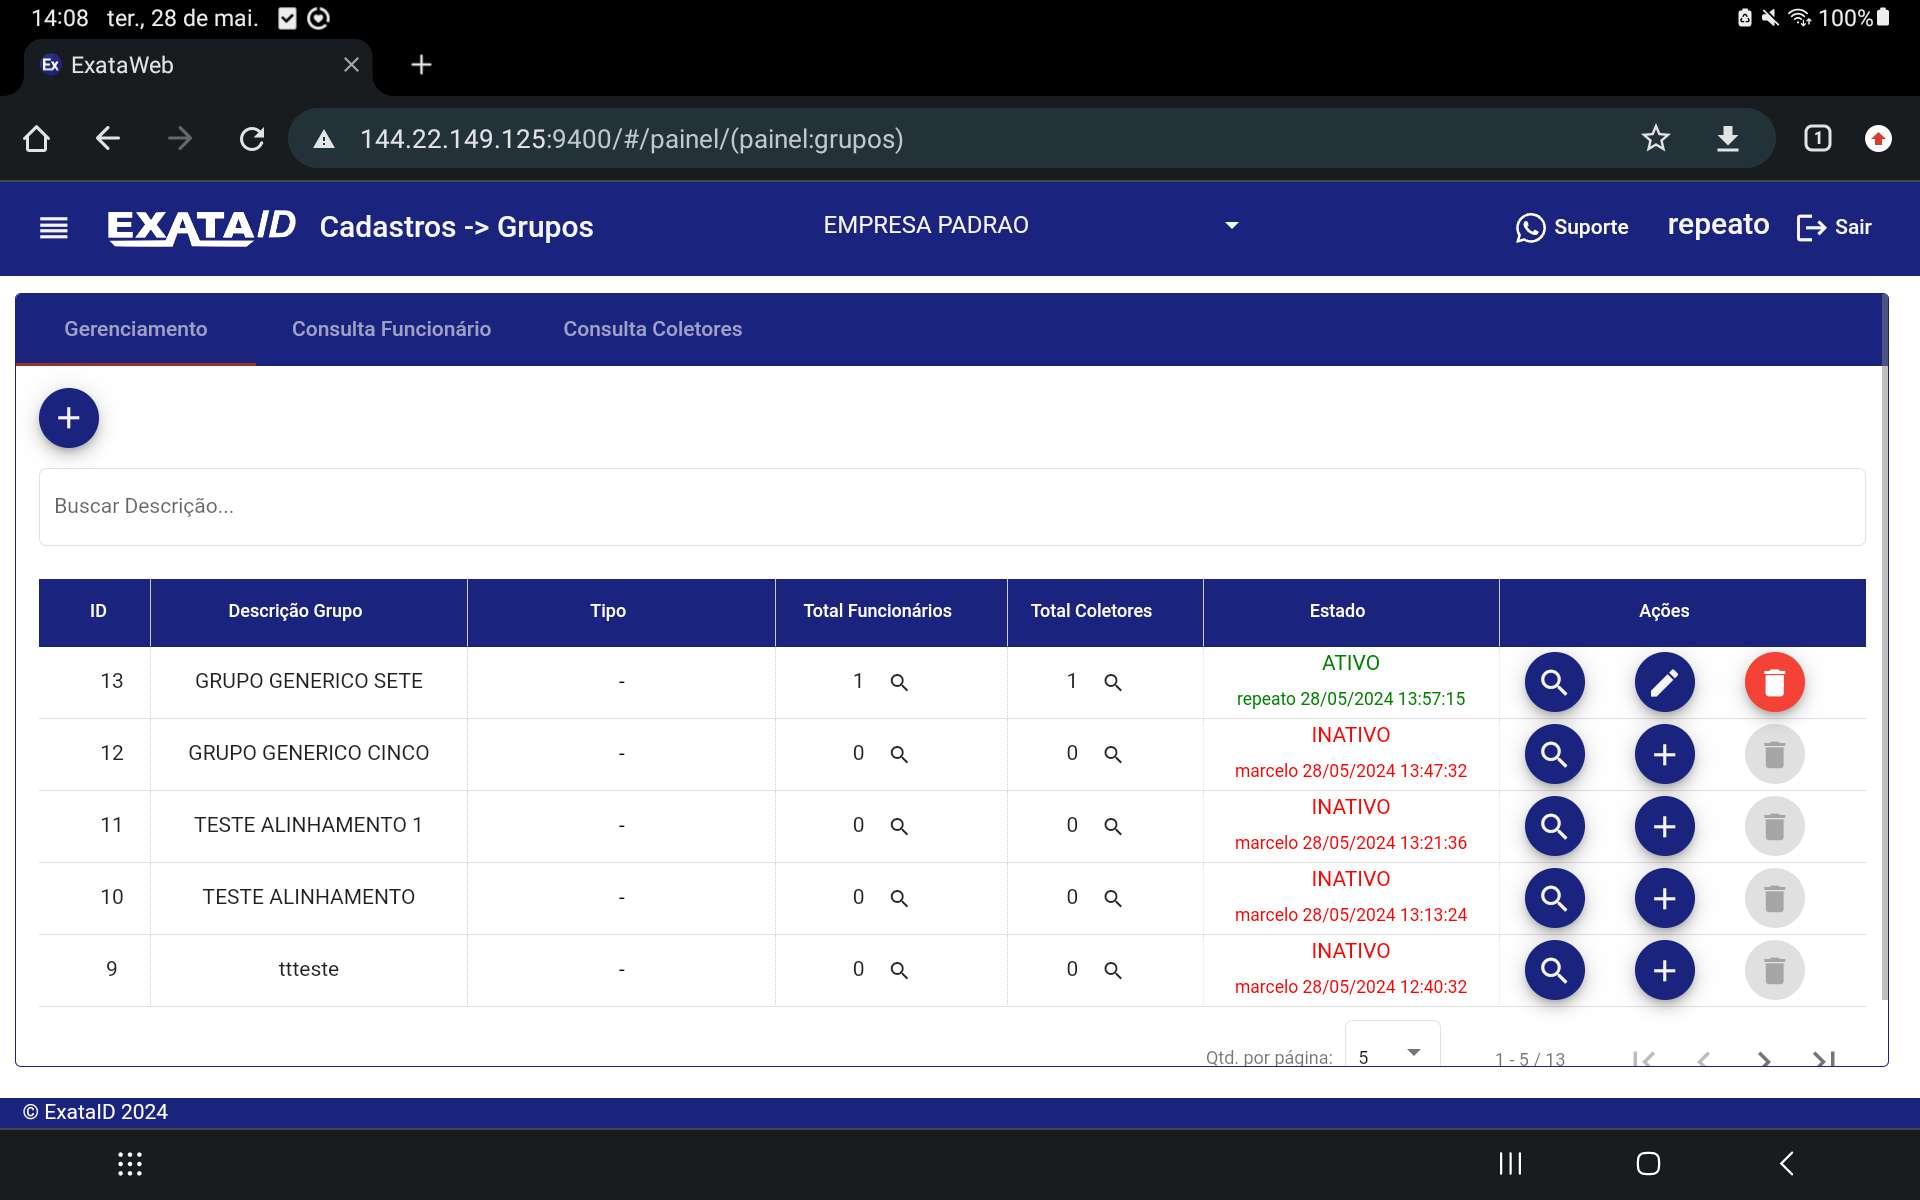 14:08 ter., 28 de mai. 100%
Ex ExataWeb
144.22.149.125:9400/#/painel/(painel:grupos) 1
EXATAID Cadastros -> Grupos EMPRESA PADRAO Suporte repeato Sair
Gerenciamento Consulta Funcionário Consulta Coletores
Buscar Descrição...
ID Descrição Grupo Tipo Total Funcionários Total Coletores Estado Ações
13 GRUPO GENERICO SETE - 1 1 ATIVO
repeato 28/05/2024 13:57:15
12 GRUPO GENERICO CINCO - 0 0 INATIVO
marcelo 28/05/2024 13:47:32
11 TESTE ALINHAMENTO 1 - 0 0 INATIVO
marcelo 28/05/2024 13:21:36
10 TESTE ALINHAMENTO - 0 0 INATIVO
marcelo 28/05/2024 13:13:24
9 ttteste - 0 0 INATIVO
marcelo 28/05/2024 12:40:32
Qtd. por página: 5 1 - 5 / 13
© ExataID 2024